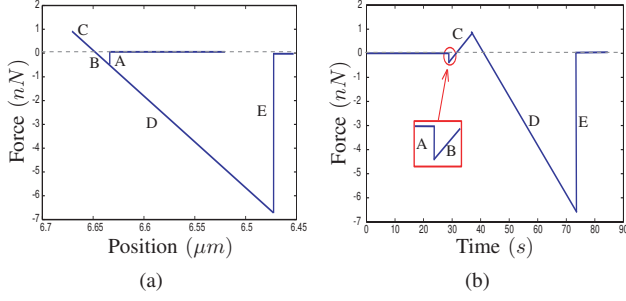 2
1
0
-1
-2
-3
-4
-5
-6
-7
Force (nN)
C
B A
D
E
6.7 6.65 6.6 6.55 6.5 6.45
Position (μm)
(a)
2
1
0
-1
-2
-3
-4
-5
-6
-7
Force (nN)
C
A B
D
E
0 10 20 30 40 50 60 70 80 90
Time (s)
(b)